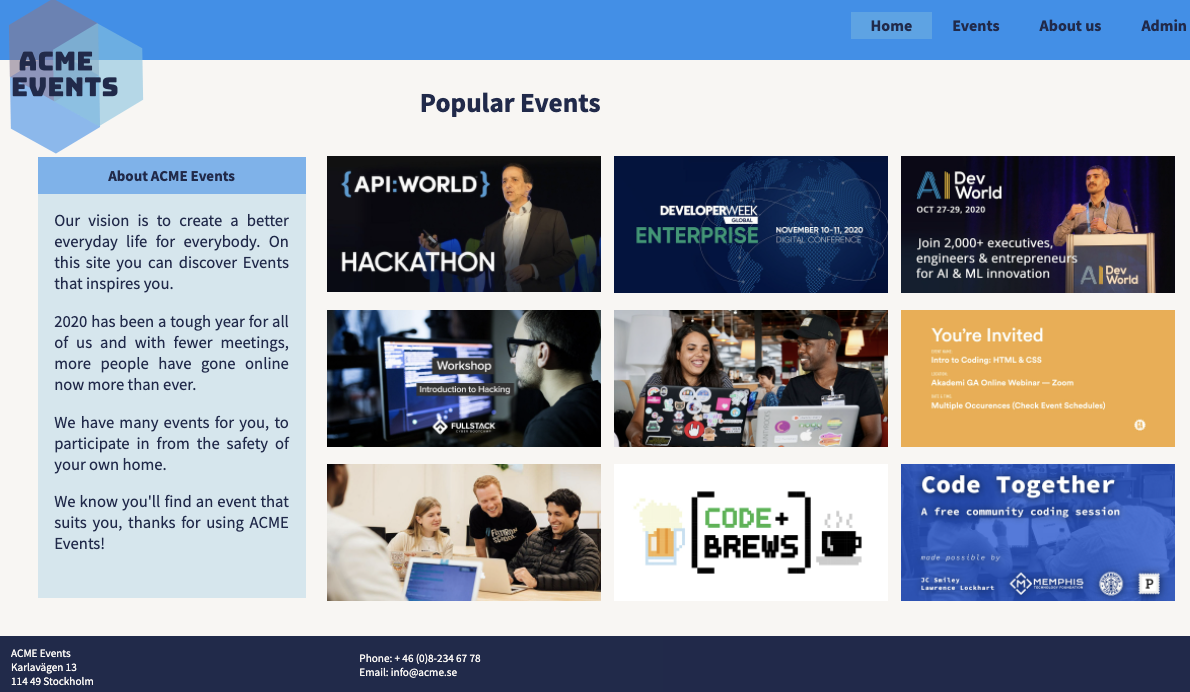 ACME
EVENTS
Home
Events
About us
Admin
Popular Events
About ACME Events
Our vision is to create a better
everyday life for everybody. On
this site you can discover Events
that inspires you.
2020 has been a tough year for all
of us and with fewer meetings,
more people have gone online
now more than ever.
We have many events for you, to
participate in from the safety of
your own home.
We know you'll find an event that
suits you, thanks for using ACME
Events!
{API:WORLD}
HACKATHON
DEVELOPERWEEK
GLOBAL
ENTERPRISE
NOVEMBER 10-11, 2020
DIGITAL CONFERENCE
AI Dev
World
OCT 27-29, 2020
Join 2,000+ executives,
engineers & entrepreneurs
for AI & ML innovation
AI Dev
World
Workshop
Introduction to Hacking
FULLSTACK
CYBER BOOTCAMP
You're Invited
Intro to Coding: HTML & CSS
Akademi GA Online Webinar — Zoom
Multiple Occurences (Check Event Schedules)
[CODE+
BREWS]
Code Together
A free community coding session
made possible by
JC Smiley
Lawrence Lockhart
MEMPHIS
TECHNOLOGY FOUNDATION
P
ACME Events
Karlavägen 13
114 49 Stockholm
Phone: + 46 (0)8-234 67 78
Email: info@acme.se